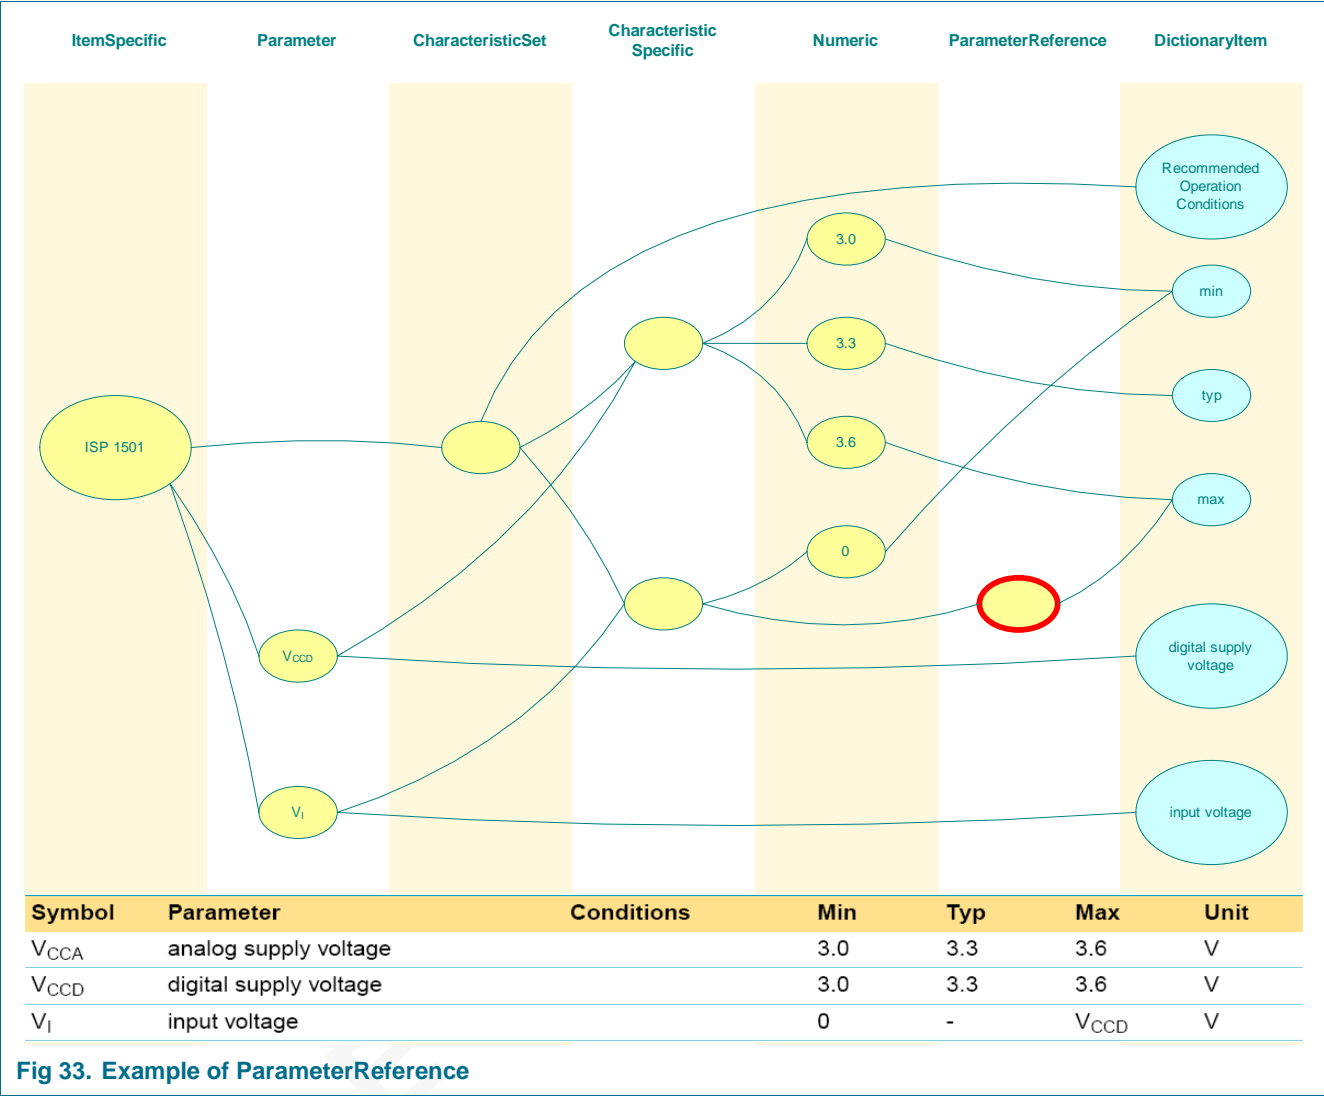 ItemSpecific Parameter CharacteristicSet Characteristic Specific Numeric ParameterReference DictionaryItem
Recommended
Operation
Conditions
3.0
min
3.3
typ
3.6
ISP 1501
max
0
digital supply
voltage
VCCD
VI
input voltage
Symbol Parameter Conditions Min Typ Max Unit
VCCA analog supply voltage 3.0 3.3 3.6 V
VCCD digital supply voltage 3.0 3.3 3.6 V
VI input voltage 0 - VCCD V
Fig 33. Example of ParameterReference